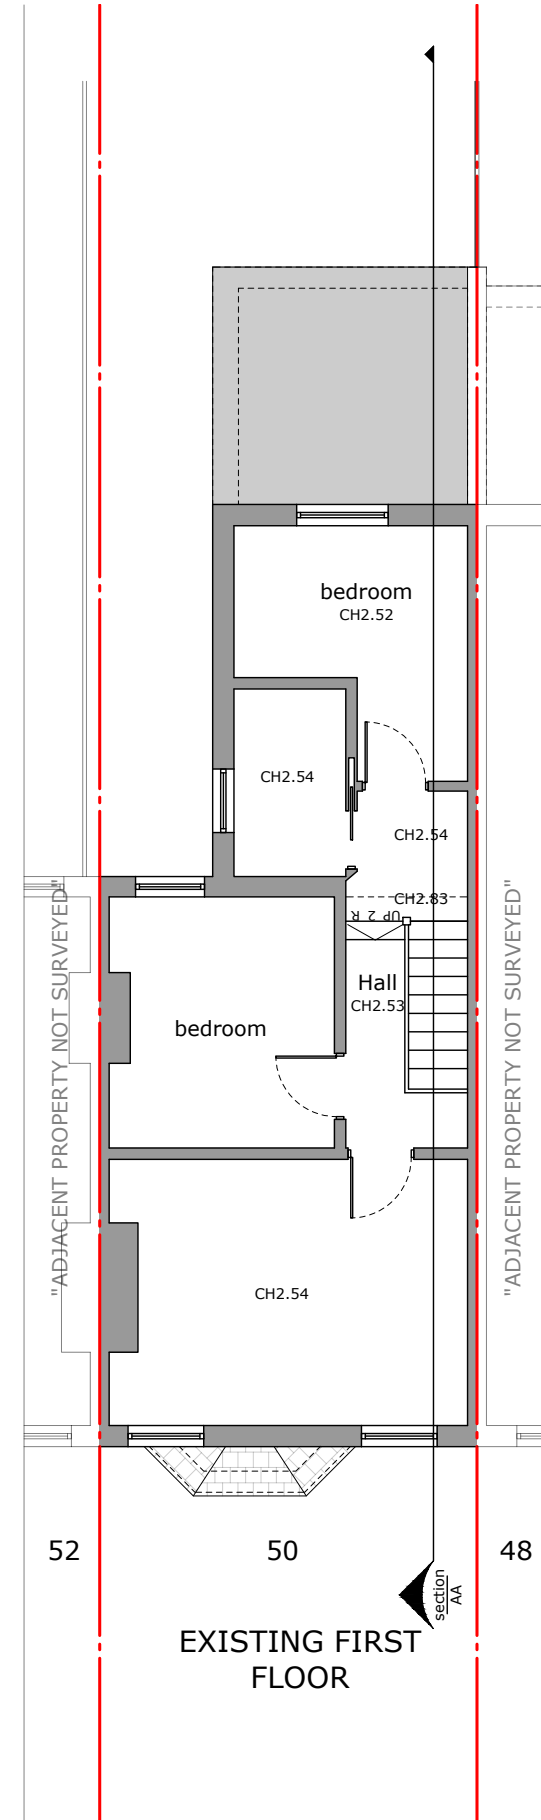 bedroom
CH2.52
CH2.54
CH2.54
CH2.83
UP 2 R
Hall
CH2.53
bedroom
"ADJACENT PROPERTY NOT SURVEYED"
"ADJACENT PROPERTY NOT SURVEYED"
CH2.54
52
50
48
section
AA
EXISTING FIRST
FLOOR